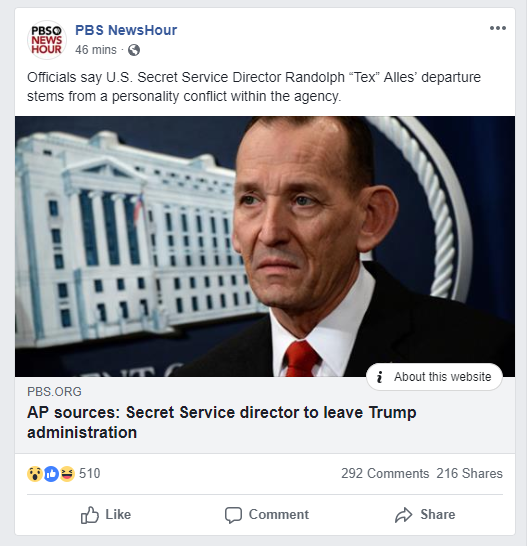 PBS
NEWS
HOUR
PBS NewsHour
46 mins ·
Officials say U.S. Secret Service Director Randolph “Tex” Alles’ departure
stems from a personality conflict within the agency.
i About this website
PBS.ORG
AP sources: Secret Service director to leave Trump
administration
510
292 Comments 216 Shares
Like Comment Share